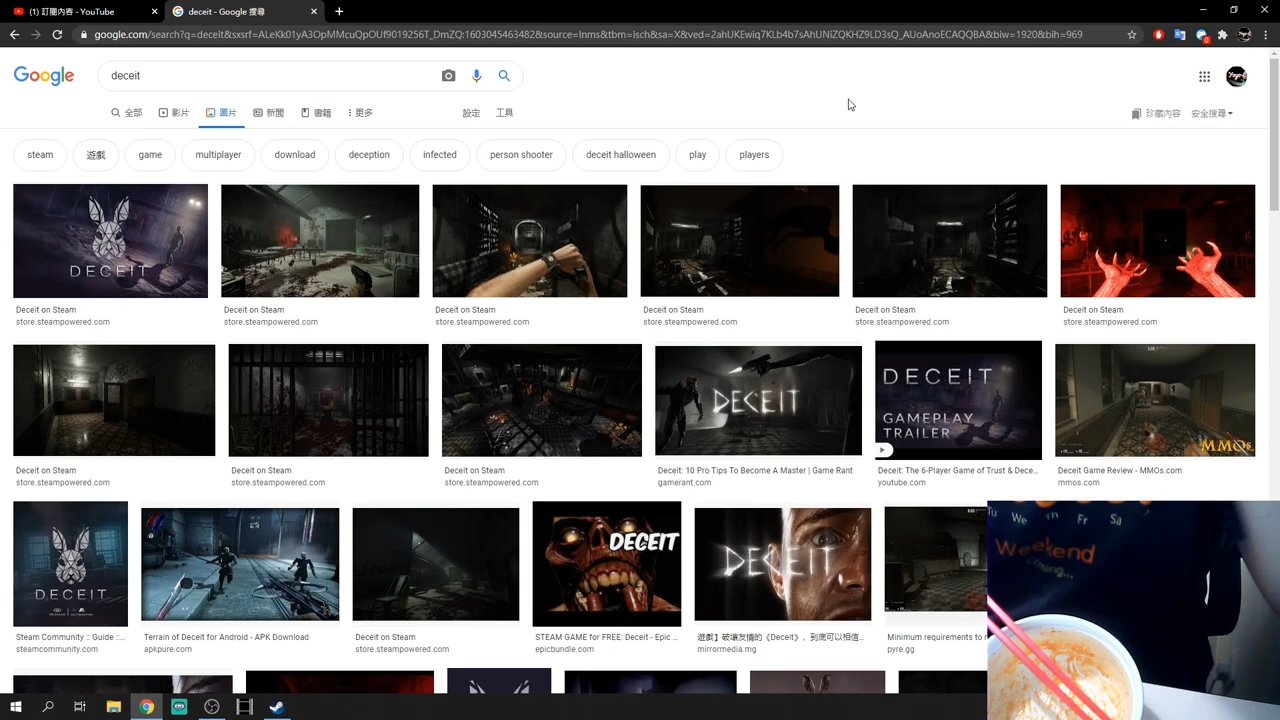 (1) 訂閱內容 - YouTube
deceit - Google 搜尋
google.com/search?q=deceit&sxsrf=ALeKk01yA3OpMMcuQpOUf9019256T_DmZQ:1603045463482&source=lnms&tbm=isch&sa=X&ved=2ahUKEwiq7KLb4b7sAhUNiZQKHZ9LD3sQ_AUoAnoECAQQBA&biw=1920&bih=969
Google
deceit
全部 影片 圖片 新聞 書籍 更多 設定 工具
珍藏內容 安全搜尋
steam 遊戲 game multiplayer download deception infected person shooter deceit halloween play players
DECEIT
Deceit on Steam
store.steampowered.com
Deceit on Steam
store.steampowered.com
Deceit on Steam
store.steampowered.com
Deceit on Steam
store.steampowered.com
Deceit on Steam
store.steampowered.com
Deceit on Steam
store.steampowered.com
DECEIT
DECEIT
GAMEPLAY
TRAILER
MMOs
Deceit on Steam
store.steampowered.com
Deceit on Steam
store.steampowered.com
Deceit on Steam
store.steampowered.com
Deceit: 10 Pro Tips To Become A Master | Game Rant
gamerant.com
Deceit: The 6-Player Game of Trust & Dece...
youtube.com
Deceit Game Review - MMOs.com
mmos.com
DECEIT
DECEIT
DECEIT
Steam Community :: Guide ::...
steamcommunity.com
Terrain of Deceit for Android - APK Download
apkpure.com
Deceit on Steam
store.steampowered.com
STEAM GAME for FREE: Deceit - Epic ...
epicbundle.com
遊戲】破壞友情的《Deceit》，到底可以相信...
mirrormedia.mg
Minimum requirements to r
pyre.gg
Tu We Th Fr Sa
Weekend
Coming...